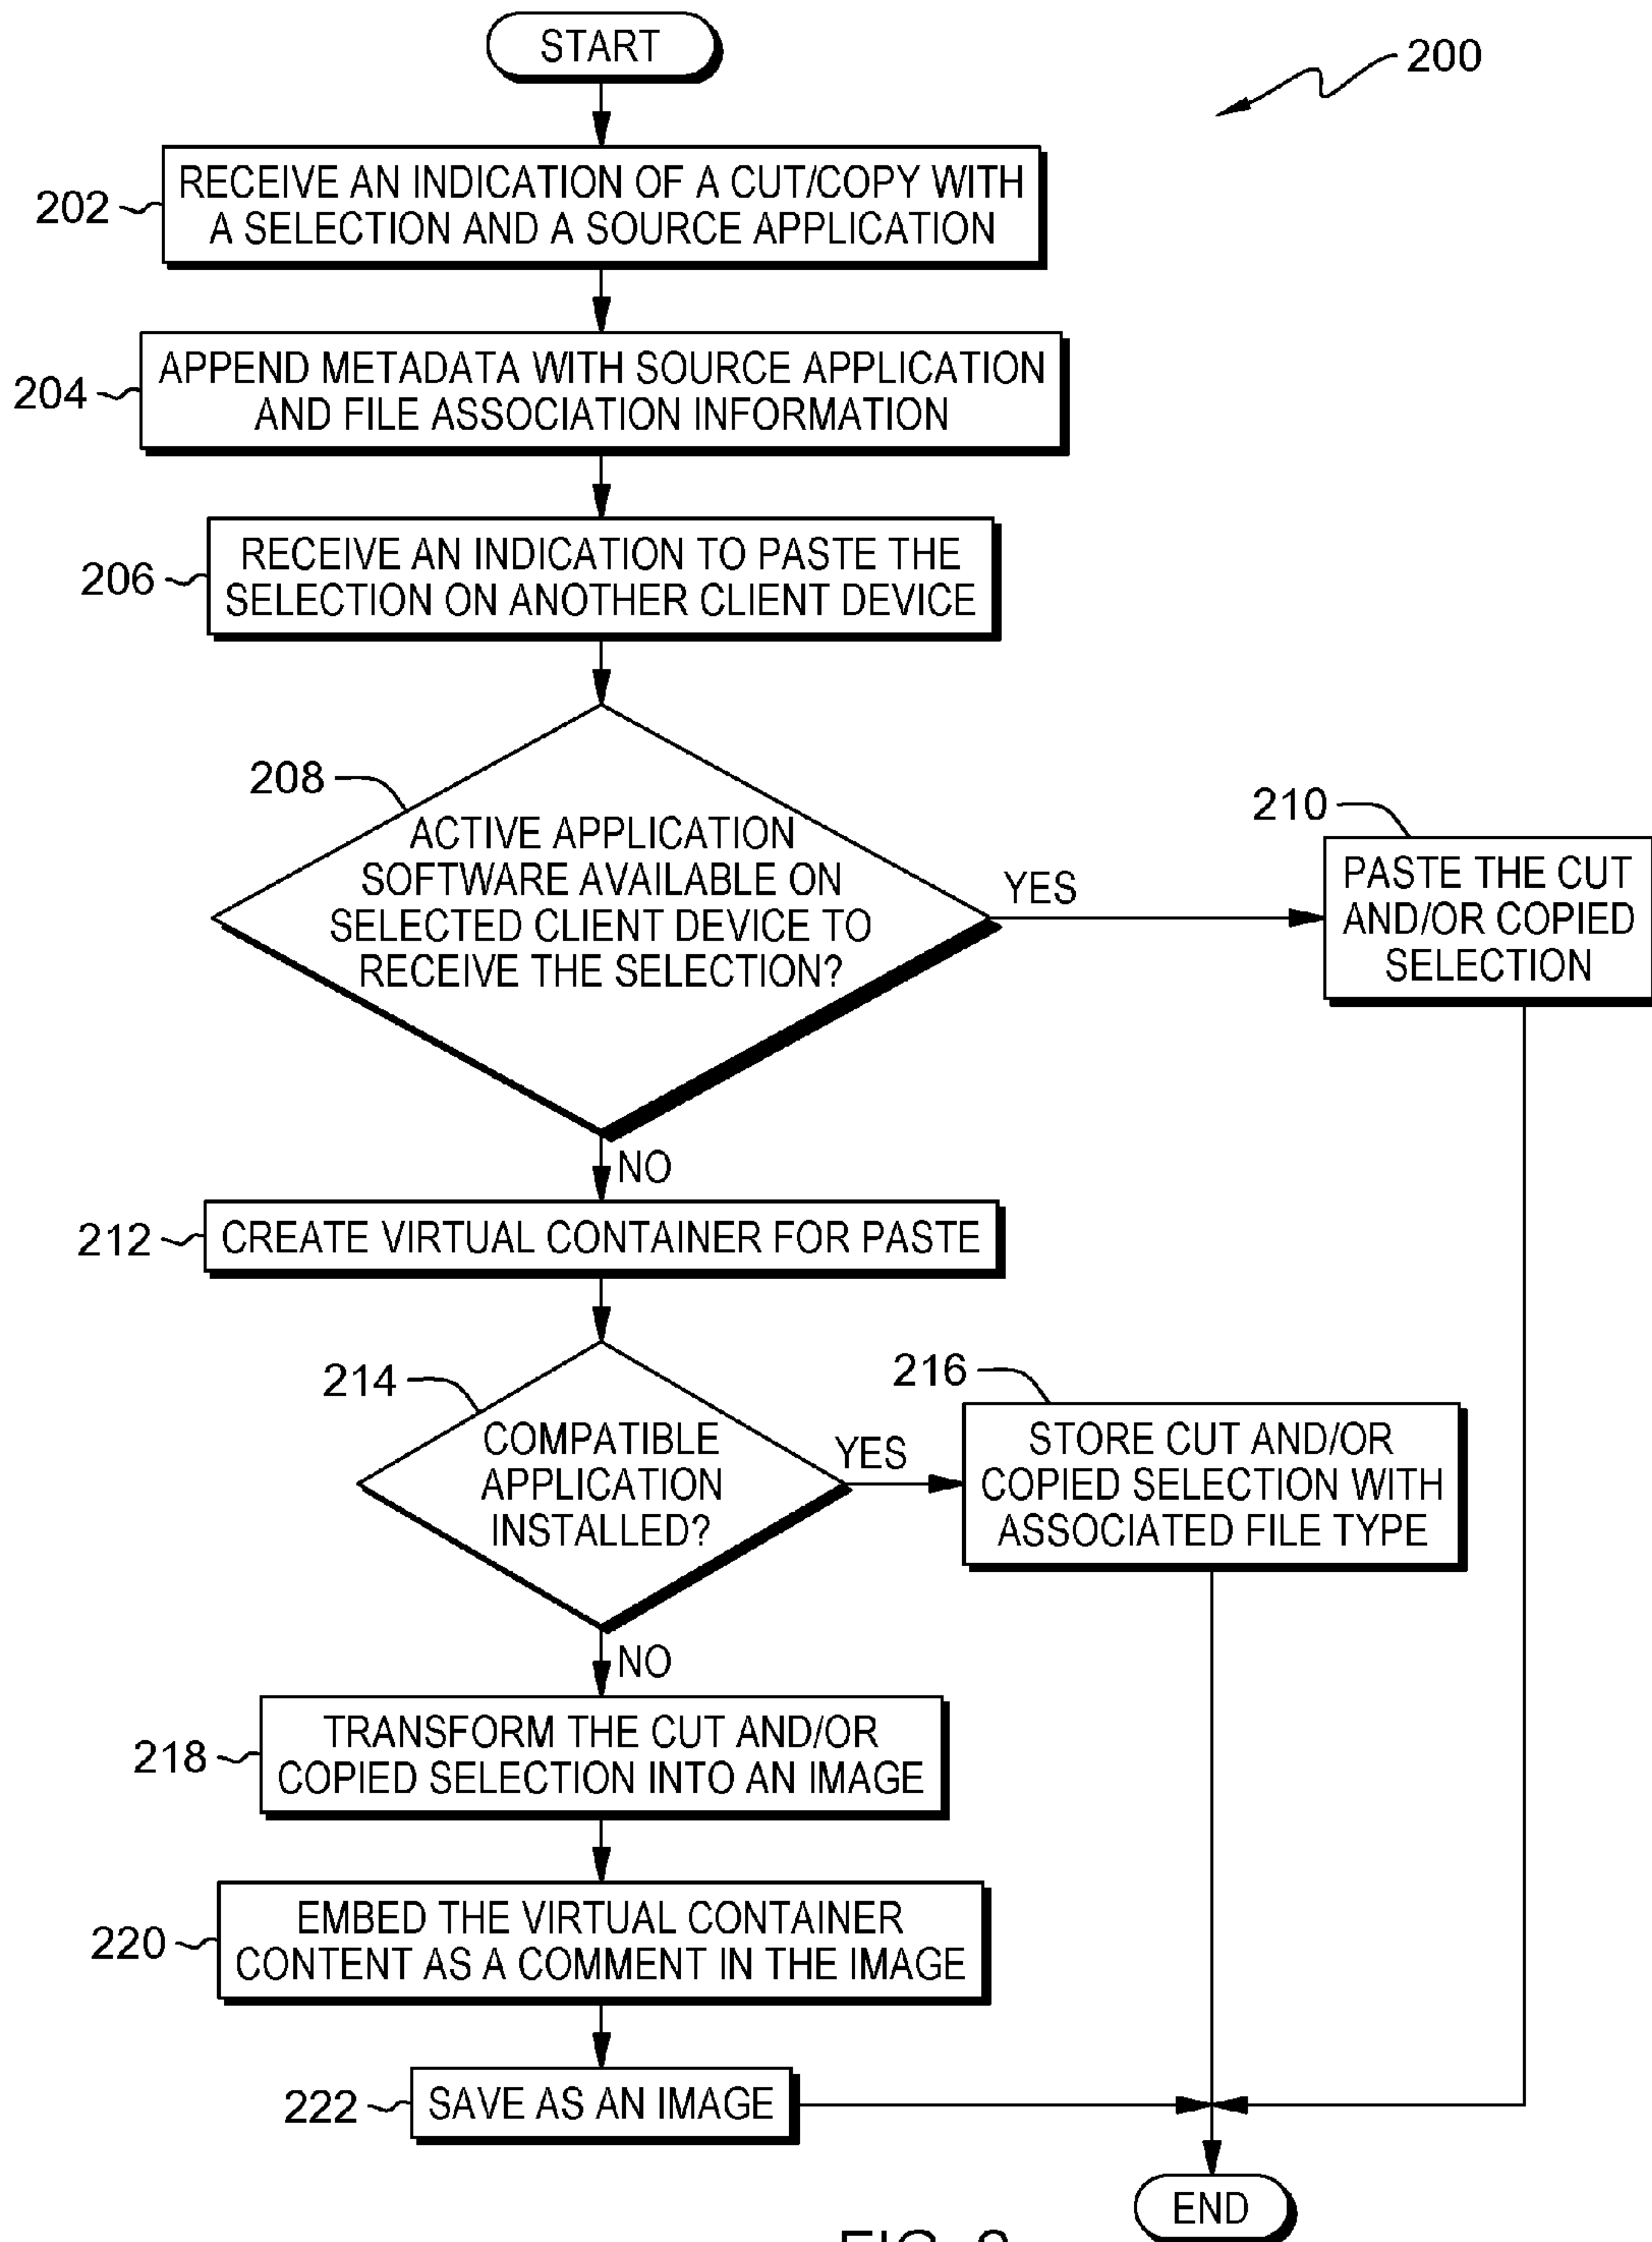 START
200
202
RECEIVE AN INDICATION OF A CUT/COPY WITH
A SELECTION AND A SOURCE APPLICATION
204
APPEND METADATA WITH SOURCE APPLICATION
AND FILE ASSOCIATION INFORMATION
206
RECEIVE AN INDICATION TO PASTE THE
SELECTION ON ANOTHER CLIENT DEVICE
208
ACTIVE APPLICATION
SOFTWARE AVAILABLE ON
SELECTED CLIENT DEVICE TO
RECEIVE THE SELECTION?
YES
210
PASTE THE CUT
AND/OR COPIED
SELECTION
NO
212
CREATE VIRTUAL CONTAINER FOR PASTE
214
COMPATIBLE
APPLICATION
INSTALLED?
YES
216
STORE CUT AND/OR
COPIED SELECTION WITH
ASSOCIATED FILE TYPE
NO
218
TRANSFORM THE CUT AND/OR
COPIED SELECTION INTO AN IMAGE
220
EMBED THE VIRTUAL CONTAINER
CONTENT AS A COMMENT IN THE IMAGE
222
SAVE AS AN IMAGE
END
FIG.